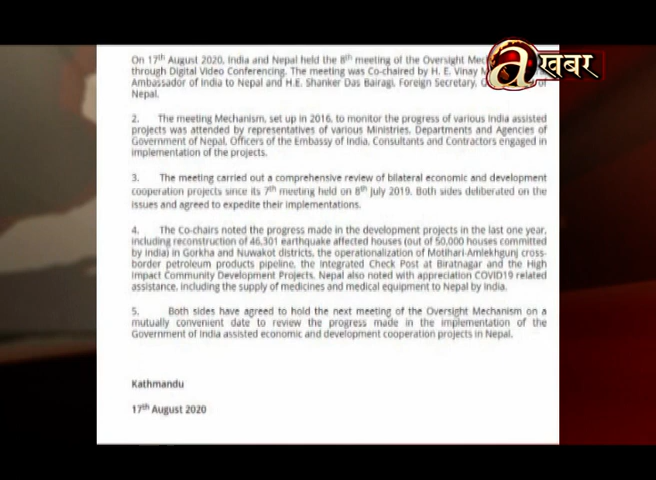 aखबर
On 17th August 2020, India and Nepal held the 8th meeting of the Oversight
through Digital Video Conferencing. The meeting was Co-chaired by H. E. Vinay
Ambassador of India to Nepal and H.E. Shanker Das Bairagi, Foreign Secretary, of
Nepal.
2. The meeting Mechanism, set up in 2016, to monitor the progress of various India assisted
projects was attended by representatives of various Ministries, Departments and Agencies of
Government of Nepal, Officers of the Embassy of India, Consultants and Contractors engaged in
implementation of the projects.
3. The meeting carried out a comprehensive review of bilateral economic and development
cooperation projects since its 7th meeting held on 8th July 2019. Both sides deliberated on the
issues and agreed to expedite their implementations.
4. The Co-chairs noted the progress made in the development projects in the last one year,
including reconstruction of 46,301 earthquake affected houses (out of 50,000 houses committed
by India) in Gorkha and Nuwakot districts, the operationalization of Motihari-Amlekhgunj cross-
border petroleum products pipeline, the Integrated Check Post at Biratnagar and the High
Impact Community Development Projects. Nepal also noted with appreciation COVID19 related
assistance, including the supply of medicines and medical equipment to Nepal by India.
5. Both sides have agreed to hold the next meeting of the Oversight Mechanism on a
mutually convenient date to review the progress made in the implementation of the
Government of India assisted economic and development cooperation projects in Nepal.
Kathmandu
17th August 2020